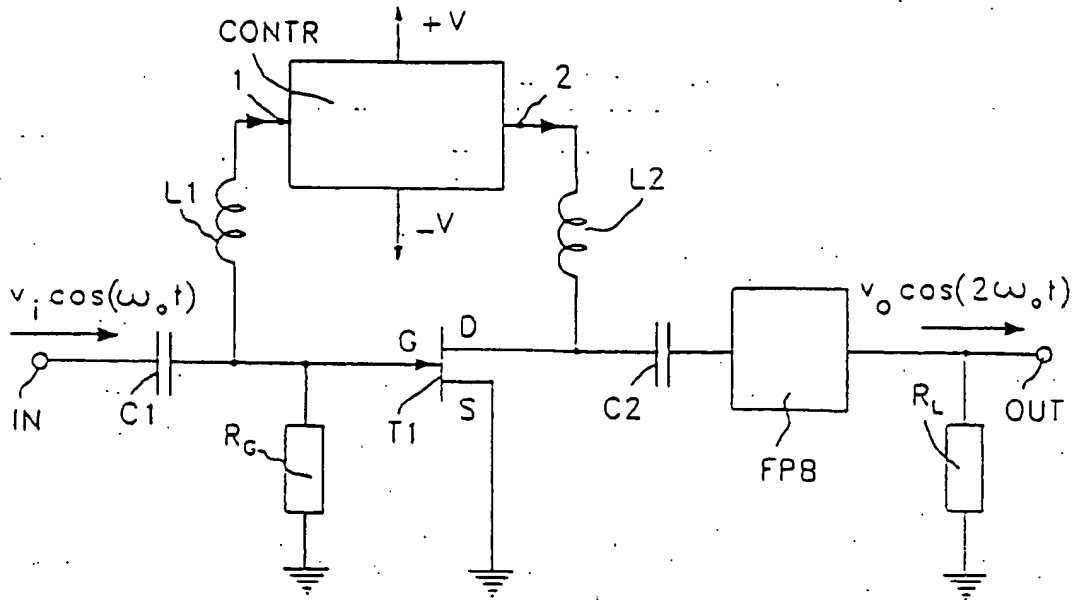 +V
CONTR
1
2
L1
L2
−V
v_i cos(ω_o t)
v_o cos(2ω_o t)
G
D
S
IN
C1
R_G
T1
C2
FPB
R_L
OUT